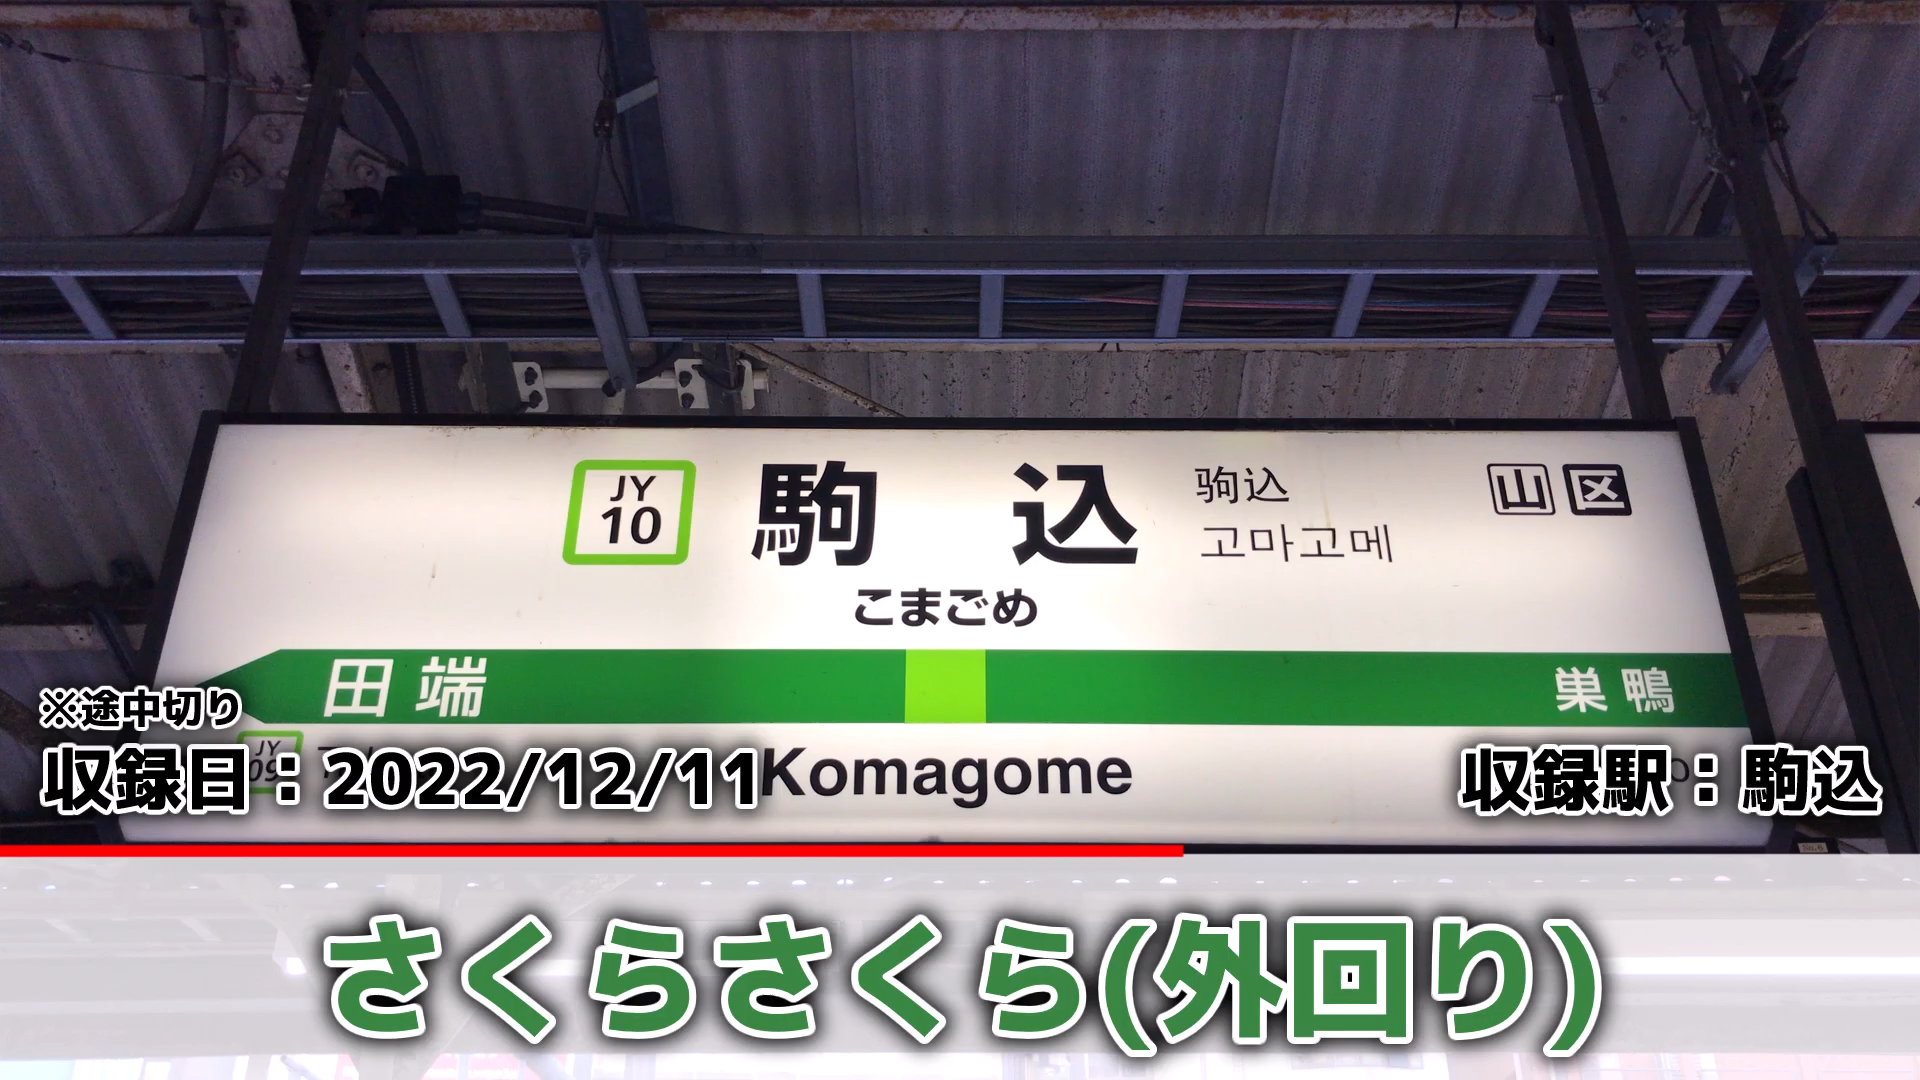 JY
10
駒込
驹込
고마고메
山区
こまごめ
田端
巣鴨
※途中切り
JY
09
収録日：2022/12/11
Komagome
収録駅：駒込
さくらさくら(外回り)